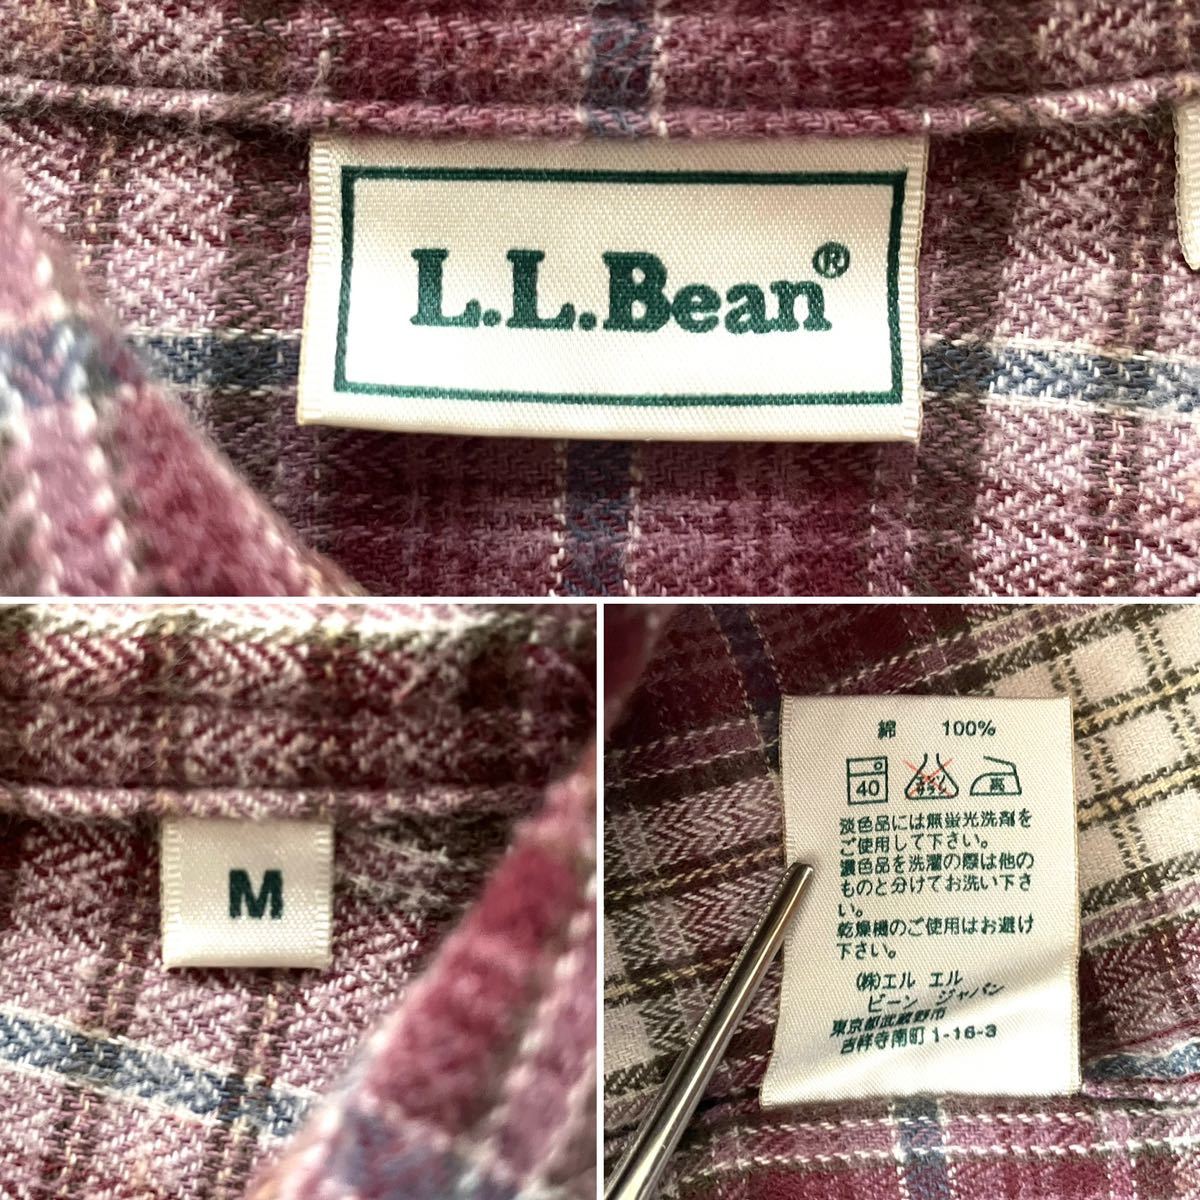 L.L.Bean®
M
綿 100%
40
エンソ
サラシ
高
淡色品には無蛍光洗剤を
ご使用して下さい。
濃色品を洗濯の際は他の
ものと分けてお洗い下さ
い。
乾燥機のご使用はお避け
下さい。
(株)エル エル
ビーン ジャパン
東京都武蔵野市
吉祥寺南町 1-16-3